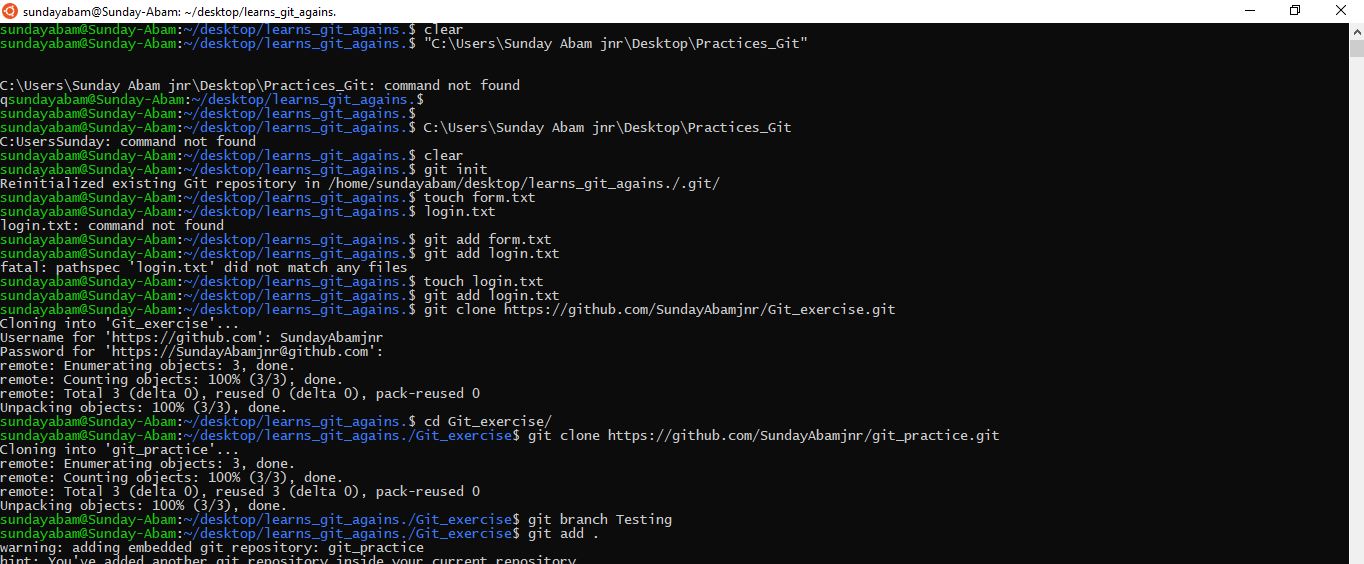 sundayabam@Sunday-Abam: ~/desktop/learns_git_agains.
sundayabam@Sunday-Abam:~/desktop/learns_git_agains.$ clear
sundayabam@Sunday-Abam:~/desktop/learns_git_agains.$ "C:\Users\Sunday Abam jnr\Desktop\Practices_Git"
C:\Users\Sunday Abam jnr\Desktop\Practices_Git: command not found
qsundayabam@Sunday-Abam:~/desktop/learns_git_agains.$
sundayabam@Sunday-Abam:~/desktop/learns_git_agains.$
sundayabam@Sunday-Abam:~/desktop/learns_git_agains.$ C:\Users\Sunday Abam jnr\Desktop\Practices_Git
C:UsersSunday: command not found
sundayabam@Sunday-Abam:~/desktop/learns_git_agains.$ clear
sundayabam@Sunday-Abam:~/desktop/learns_git_agains.$ git init
Reinitialized existing Git repository in /home/sundayabam/desktop/learns_git_agains./.git/
sundayabam@Sunday-Abam:~/desktop/learns_git_agains.$ touch form.txt
sundayabam@Sunday-Abam:~/desktop/learns_git_agains.$ login.txt
login.txt: command not found
sundayabam@Sunday-Abam:~/desktop/learns_git_agains.$ git add form.txt
sundayabam@Sunday-Abam:~/desktop/learns_git_agains.$ git add login.txt
fatal: pathspec 'login.txt' did not match any files
sundayabam@Sunday-Abam:~/desktop/learns_git_agains.$ touch login.txt
sundayabam@Sunday-Abam:~/desktop/learns_git_agains.$ git add login.txt
sundayabam@Sunday-Abam:~/desktop/learns_git_agains.$ git clone https://github.com/SundayAbamjnr/Git_exercise.git
Cloning into 'Git_exercise'...
Username for 'https://github.com': SundayAbamjnr
Password for 'https://SundayAbamjnr@github.com':
remote: Enumerating objects: 3, done.
remote: Counting objects: 100% (3/3), done.
remote: Total 3 (delta 0), reused 0 (delta 0), pack-reused 0
Unpacking objects: 100% (3/3), done.
sundayabam@Sunday-Abam:~/desktop/learns_git_agains.$ cd Git_exercise/
sundayabam@Sunday-Abam:~/desktop/learns_git_agains./Git_exercise$ git clone https://github.com/SundayAbamjnr/git_practice.git
Cloning into 'git_practice'...
remote: Enumerating objects: 3, done.
remote: Counting objects: 100% (3/3), done.
remote: Total 3 (delta 0), reused 3 (delta 0), pack-reused 0
Unpacking objects: 100% (3/3), done.
sundayabam@Sunday-Abam:~/desktop/learns_git_agains./Git_exercise$ git branch Testing
sundayabam@Sunday-Abam:~/desktop/learns_git_agains./Git_exercise$ git add .
warning: adding embedded git repository: git_practice
hint: You've added another git repository inside your current repository.